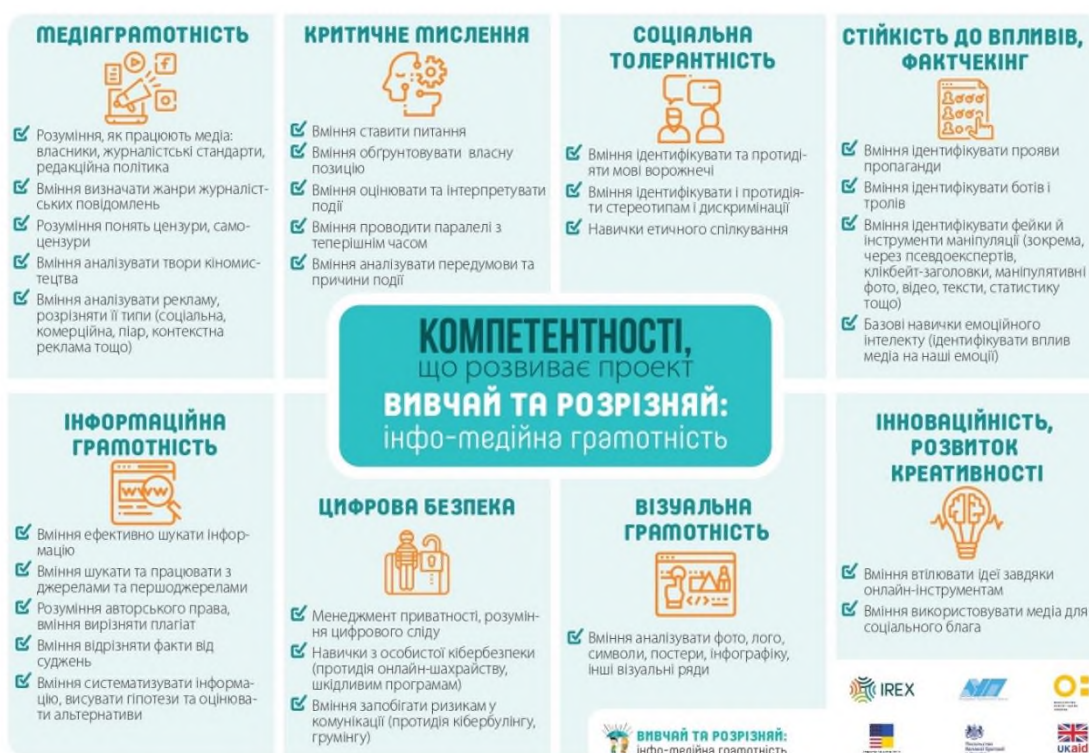 МЕДІАГРАМОТНІСТЬ
Розуміння, як працюють медіа:
власники, журналістські стандарти,
редакційна політика
Вміння визначати жанри журналіст-
ських повідомлень
Розуміння понять цензури, само-
цензури
Вміння аналізувати твори кіномис-
тецтва
Вміння аналізувати рекламу,
розрізняти її типи (соціальна,
комерційна, піар, контекстна
реклама тощо)
КРИТИЧНЕ МИСЛЕННЯ
Вміння ставити питання
Вміння обґрунтовувати власну
позицію
Вміння оцінювати та інтерпретувати
події
Вміння проводити паралелі з
теперішнім часом
Вміння аналізувати передумови та
причини події
СОЦІАЛЬНА
ТОЛЕРАНТНІСТЬ
Вміння ідентифікувати та протиді-
яти мові ворожнечі
Вміння ідентифікувати і протидія-
ти стереотипам і дискримінації
Навички етичного спілкування
СТІЙКІСТЬ ДО ВПЛИВІВ,
ФАКТЧЕКІНГ
Вміння ідентифікувати прояви
пропаганди
Вміння ідентифікувати ботів і
тролів
Вміння ідентифікувати фейки й
інструменти маніпуляції (зокрема,
через псевдоекспертів,
клікбейт-заголовки, маніпулятивні
фото, відео, тексти, статистику
тощо)
Базові навички емоційного
інтелекту (ідентифікувати вплив
медіа на наші емоції)
КОМПЕТЕНТНОСТІ,
що розвиває проект
ВИВЧАЙ ТА РОЗРІЗНЯЙ:
інфо-медійна грамотність
ІНФОРМАЦІЙНА
ГРАМОТНІСТЬ
WWW
Вміння ефективно шукати інфор-
мацію
Вміння шукати та працювати з
джерелами та першоджерелами
Розуміння авторського права,
вміння вирізняти плагіат
Вміння відрізняти факти від
суджень
Вміння систематизувати інформа-
цію, висувати гіпотези та оцінюва-
ти альтернативи
ЦИФРОВА БЕЗПЕКА
Менеджмент приватності, розумін-
ня цифрового сліду
Навички з особистої кібербезпеки
(протидія онлайн-шахрайству,
шкідливим програмам)
Вміння запобігати ризикам у
комунікації (протидія кібербулінгу,
грумінгу)
ВІЗУАЛЬНА
ГРАМОТНІСТЬ
Вміння аналізувати фото, лого,
символи, постери, інфографіку,
інші візуальні ряди
ІННОВАЦІЙНІСТЬ,
РОЗВИТОК
КРЕАТИВНОСТІ
Вміння втілювати ідеї завдяки
онлайн-інструментам
Вміння використовувати медіа для
соціального блага
ВИВЧАЙ ТА РОЗРІЗНЯЙ:
інфо-медійна грамотність
IREX
АУП
UKaid